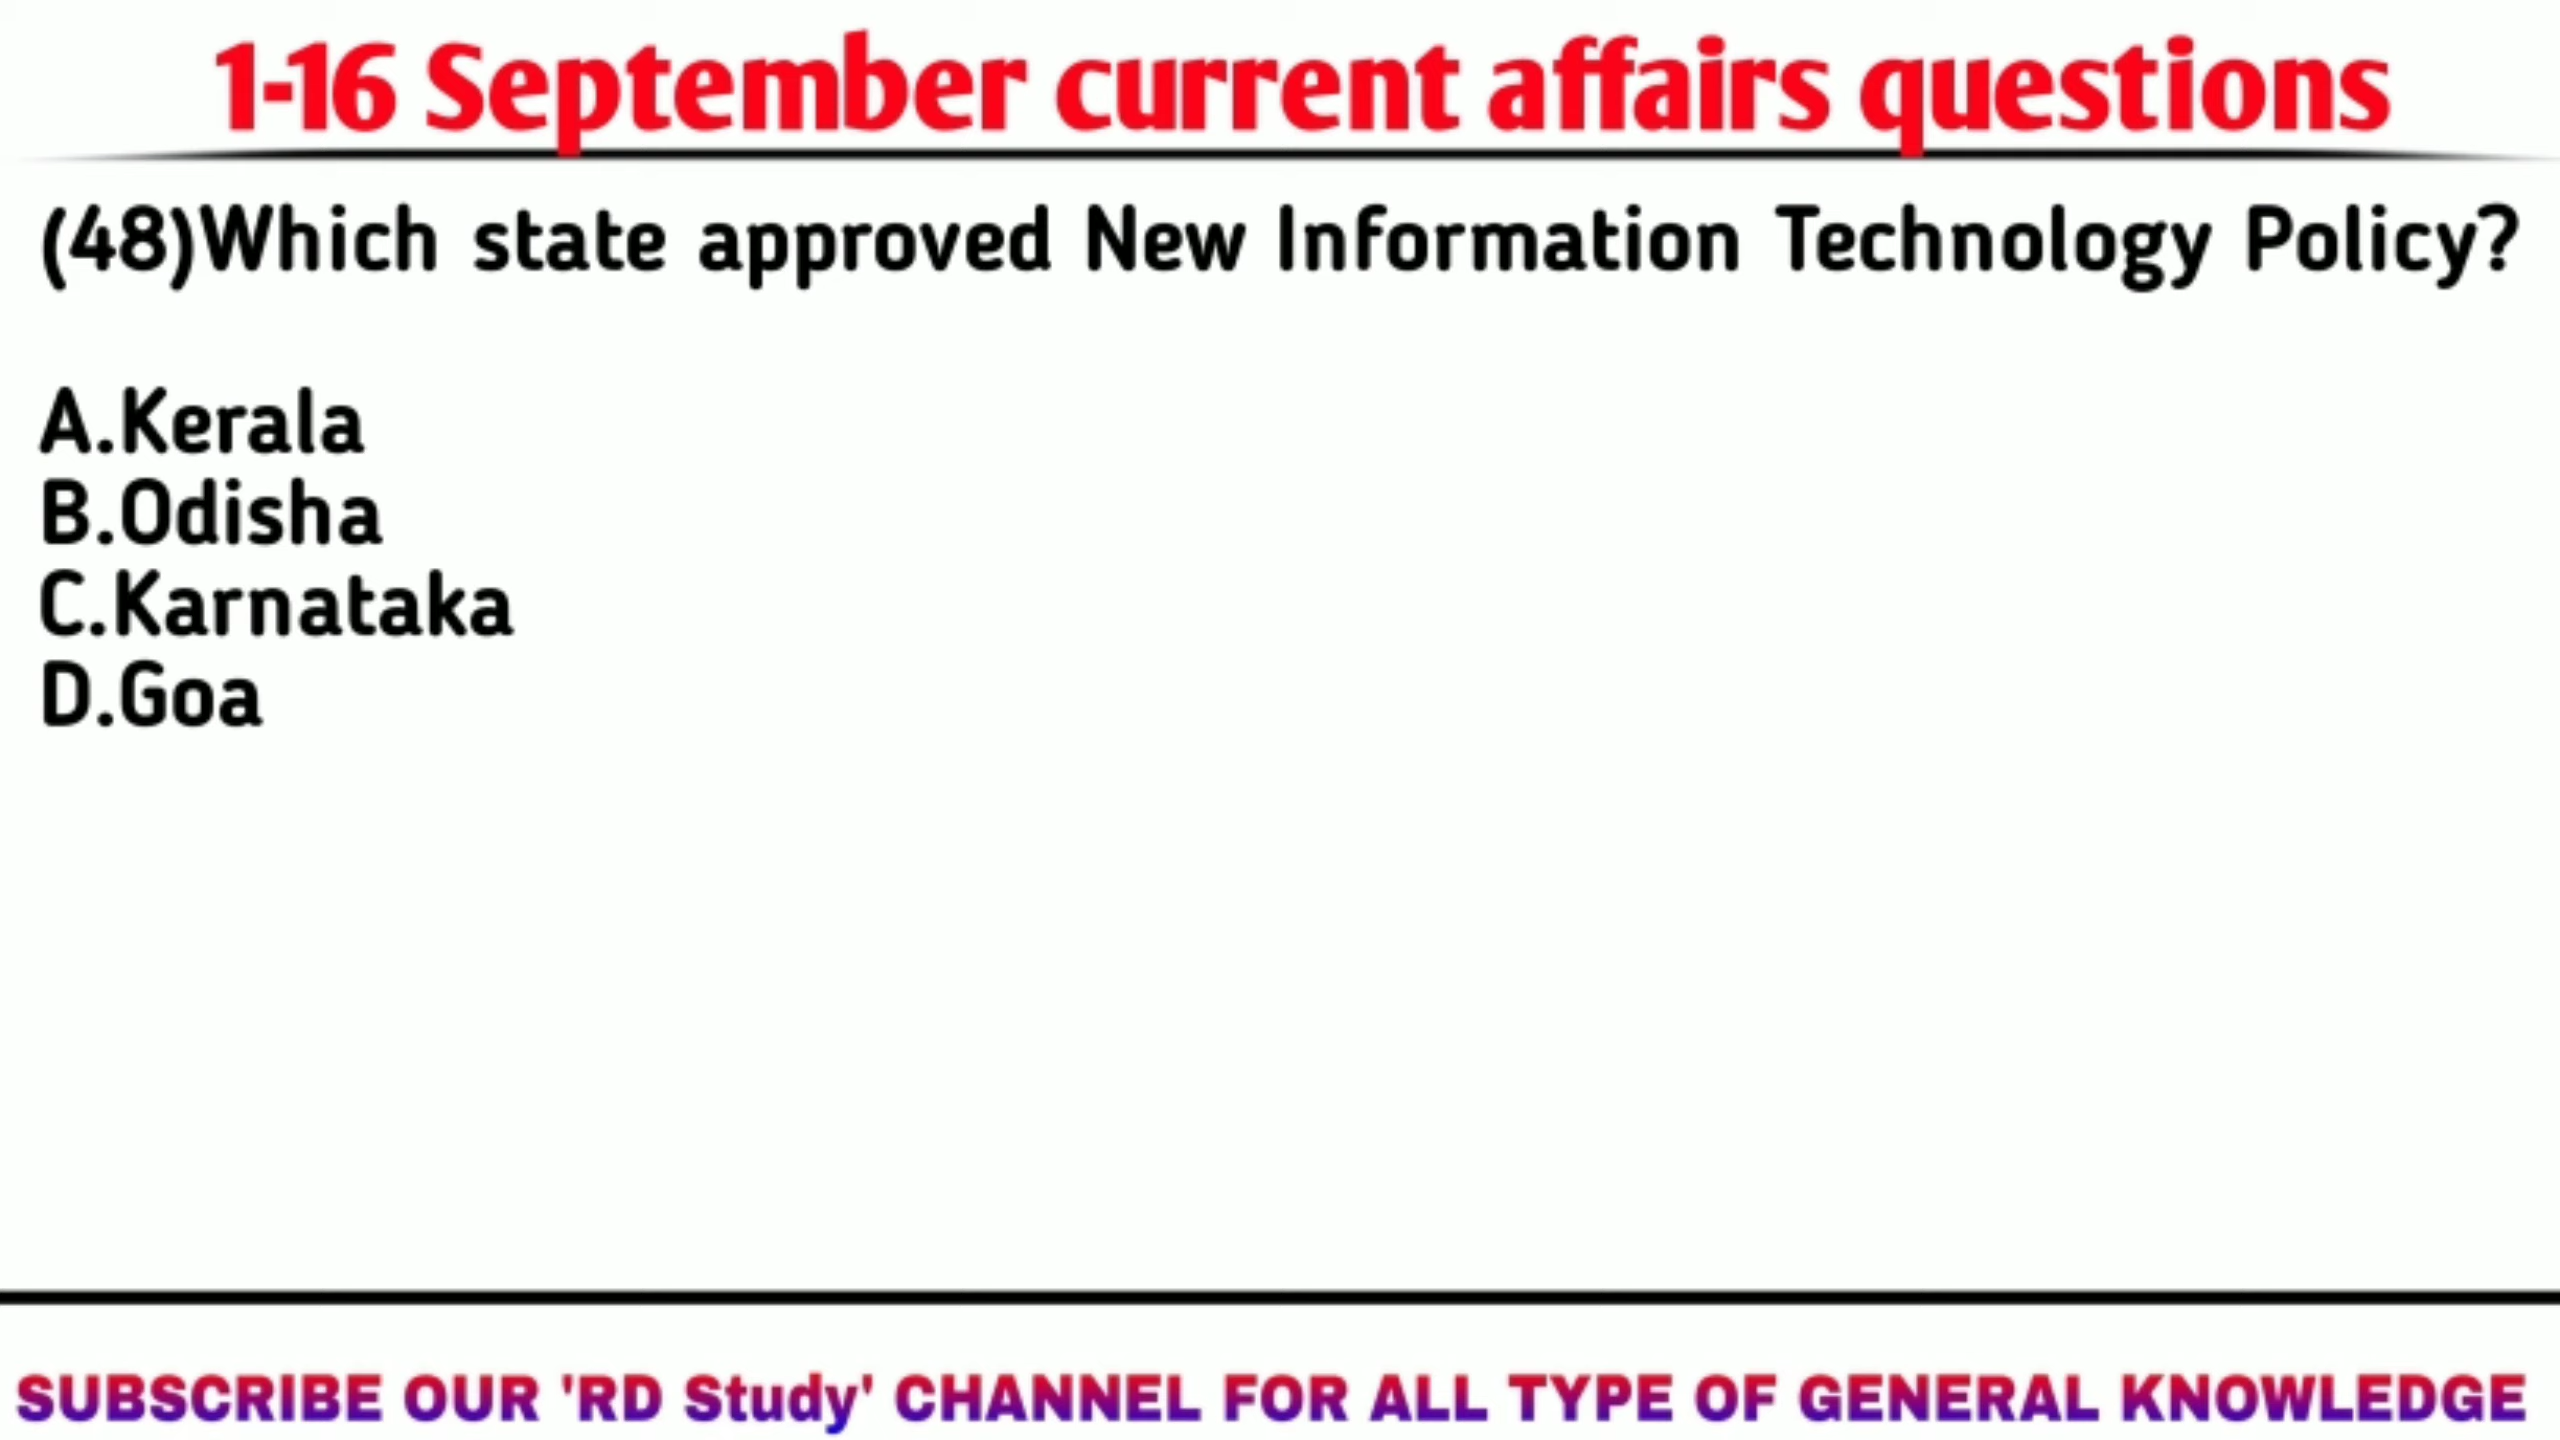 1-16 September current affairs questions
(48)Which state approved New Information Technology Policy?
A.Kerala
B.Odisha
C.Karnataka
D.Goa
SUBSCRIBE OUR 'RD Study' CHANNEL FOR ALL TYPE OF GENERAL KNOWLEDGE